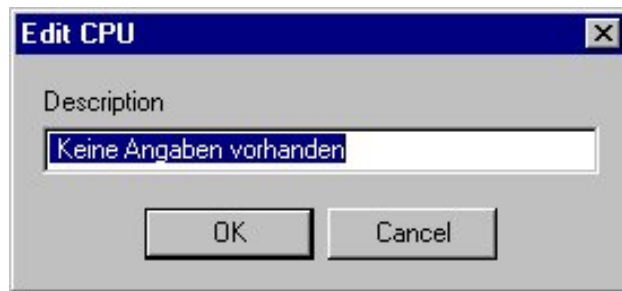 Edit CPU
Description
Keine Angaben vorhanden
OK
Cancel